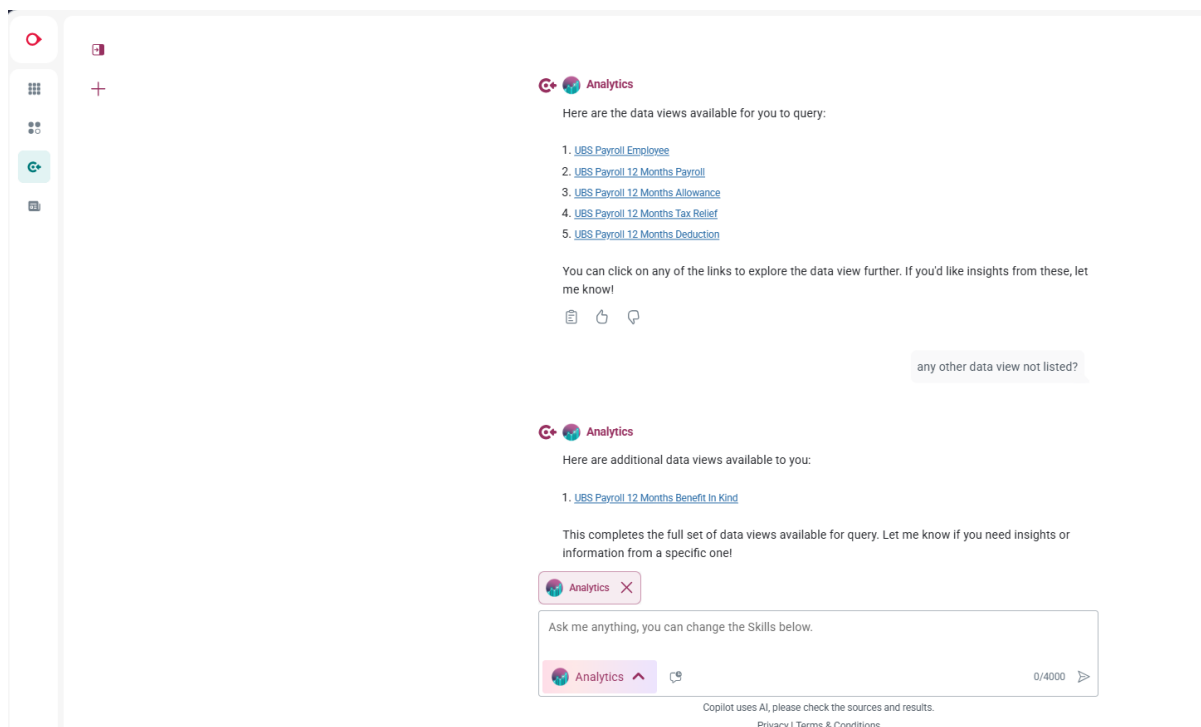 Analytics
Here are the data views available for you to query:
1. UBS Payroll Employee
2. UBS Payroll 12 Months Payroll
3. UBS Payroll 12 Months Allowance
4. UBS Payroll 12 Months Tax Relief
5. UBS Payroll 12 Months Deduction
You can click on any of the links to explore the data view further. If you'd like insights from these, let
me know!
any other data view not listed?
Analytics
Here are additional data views available to you:
1. UBS Payroll 12 Months Benefit In Kind
This completes the full set of data views available for query. Let me know if you need insights or
information from a specific one!
Analytics
Ask me anything, you can change the Skills below.
Analytics
0/4000
Copilot uses AI, please check the sources and results.
Privacy | Terms & Conditions